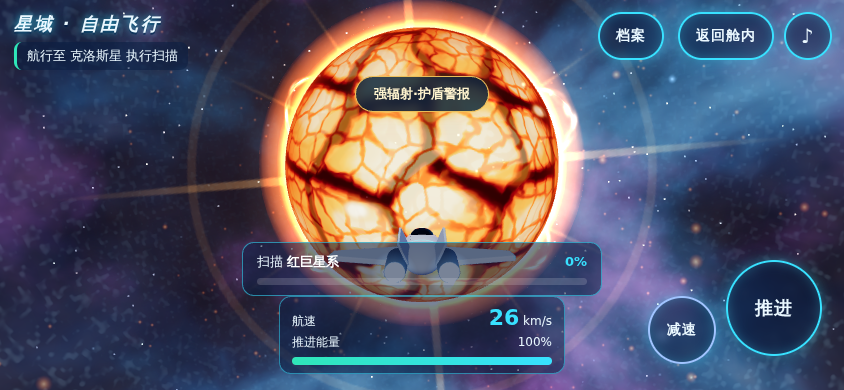 星域 · 自由飞行
航行至 克洛斯星 执行扫描
档案
返回舱内
♪
强辐射·护盾警报
扫描 红巨星系 0%
航速 26 km/s
推进能量 100%
减速
推进